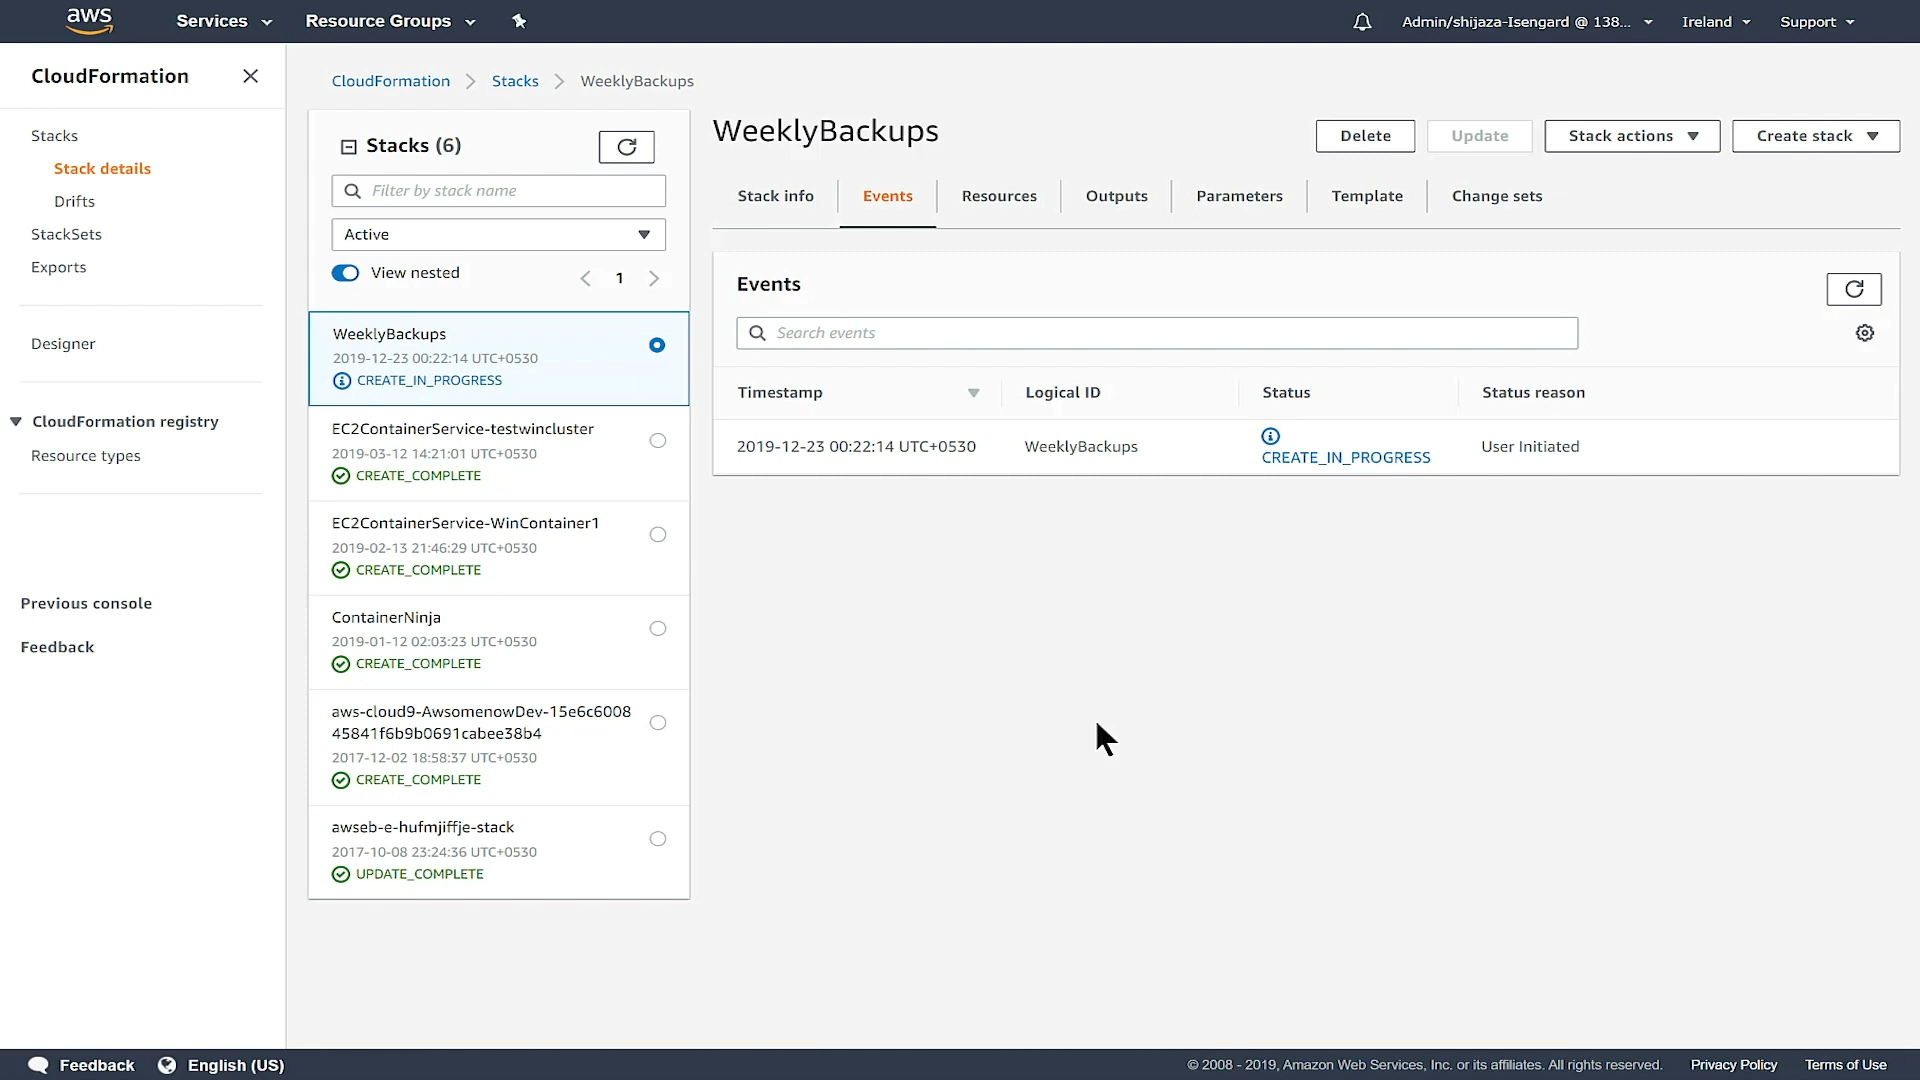 aws
Services
Resource Groups
Admin/shijaza-Isengard @ 138...
Ireland
Support
CloudFormation
Stacks
Stack details
Drifts
StackSets
Exports
Designer
CloudFormation registry
Resource types
Previous console
Feedback
CloudFormation
Stacks
WeeklyBackups
Stacks (6)
Filter by stack name
Active
View nested
1
WeeklyBackups
2019-12-23 00:22:14 UTC+0530
CREATE_IN_PROGRESS
EC2ContainerService-testwincluster
2019-03-12 14:21:01 UTC+0530
CREATE_COMPLETE
EC2ContainerService-WinContainer1
2019-02-13 21:46:29 UTC+0530
CREATE_COMPLETE
ContainerNinja
2019-01-12 02:03:23 UTC+0530
CREATE_COMPLETE
aws-cloud9-AwsomenowDev-15e6c6008
45841f6b9b0691cabee38b4
2017-12-02 18:58:37 UTC+0530
CREATE_COMPLETE
awseb-e-hufmjiffje-stack
2017-10-08 23:24:36 UTC+0530
UPDATE_COMPLETE
WeeklyBackups
Delete
Update
Stack actions
Create stack
Stack info
Events
Resources
Outputs
Parameters
Template
Change sets
Events
Search events
Timestamp
Logical ID
Status
Status reason
2019-12-23 00:22:14 UTC+0530
WeeklyBackups
CREATE_IN_PROGRESS
User Initiated
Feedback
English (US)
© 2008 - 2019, Amazon Web Services, Inc. or its affiliates. All rights reserved.
Privacy Policy
Terms of Use